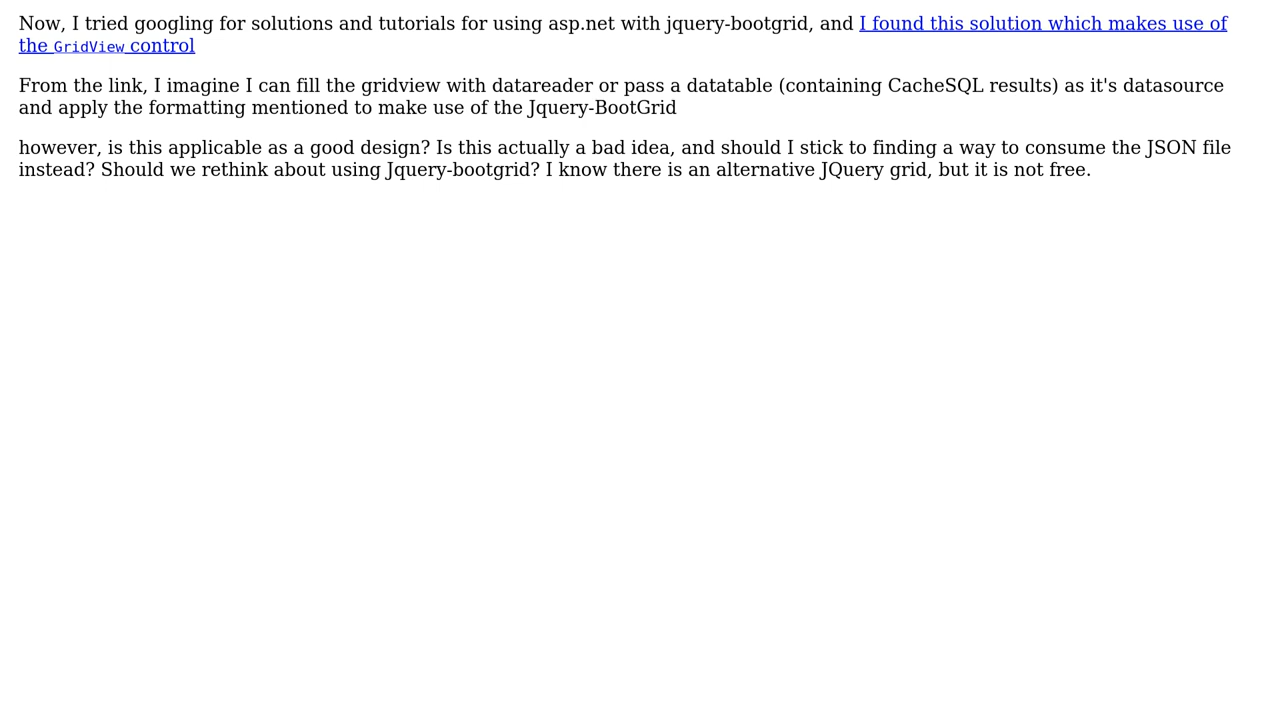 Now, I tried googling for solutions and tutorials for using asp.net with jquery-bootgrid, and I found this solution which makes use of
the GridView control
From the link, I imagine I can fill the gridview with datareader or pass a datatable (containing CacheSQL results) as it's datasource
and apply the formatting mentioned to make use of the Jquery-BootGrid
however, is this applicable as a good design? Is this actually a bad idea, and should I stick to finding a way to consume the JSON file
instead? Should we rethink about using Jquery-bootgrid? I know there is an alternative JQuery grid, but it is not free.